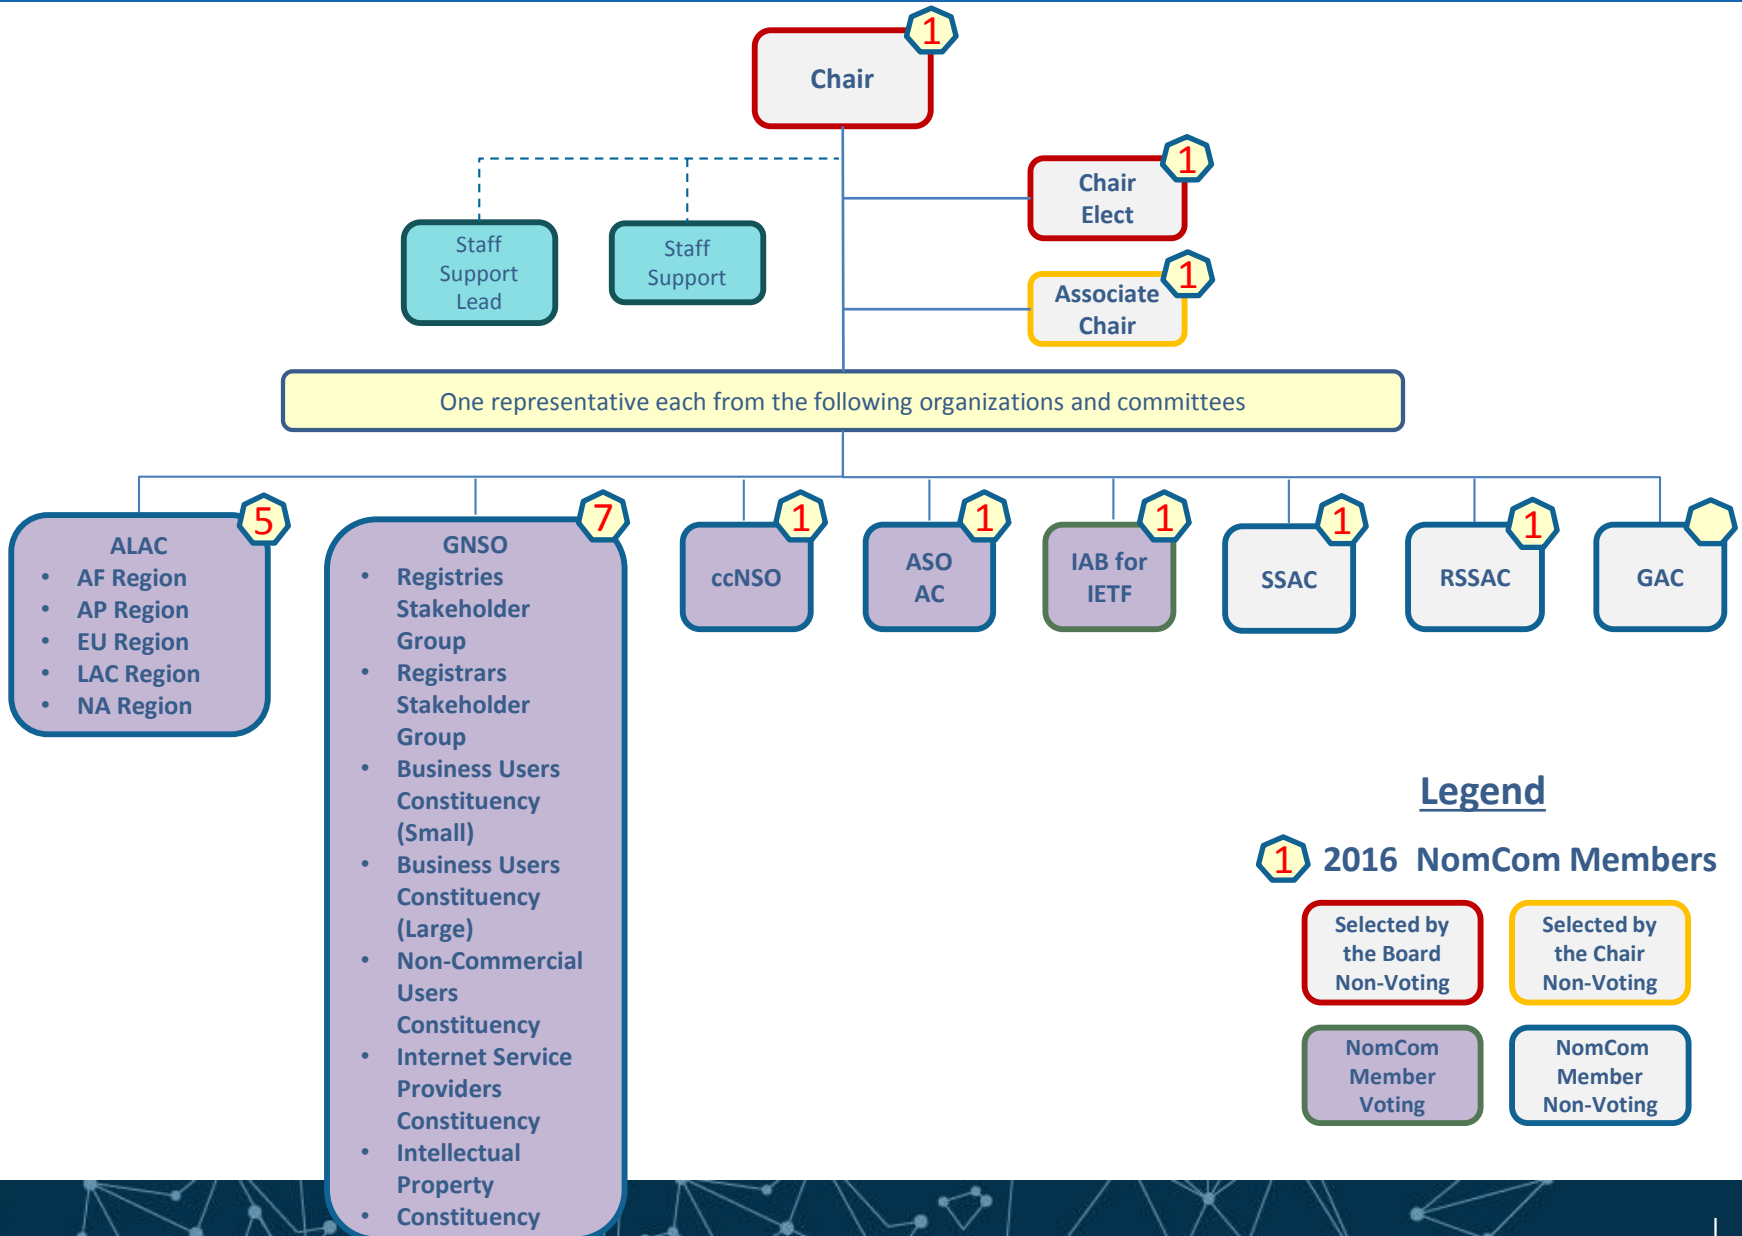 1
Chair
1
Chair
Elect
Staff
Support
Lead
Staff
Support
1
Associate
Chair
One representative each from the following organizations and committees
5
ALAC
• AF Region
• AP Region
• EU Region
• LAC Region
• NA Region
7
GNSO
• Registries
Stakeholder
Group
• Registrars
Stakeholder
Group
• Business Users
Constituency
(Small)
• Business Users
Constituency
(Large)
• Non-Commercial
Users
Constituency
• Internet Service
Providers
Constituency
• Intellectual
Property
• Constituency
1
ccNSO
1
ASO
AC
1
IAB for
IETF
1
SSAC
1
RSSAC
GAC
Legend
1 2016 NomCom Members
Selected by
the Board
Non-Voting
Selected by
the Chair
Non-Voting
NomCom
Member
Voting
NomCom
Member
Non-Voting